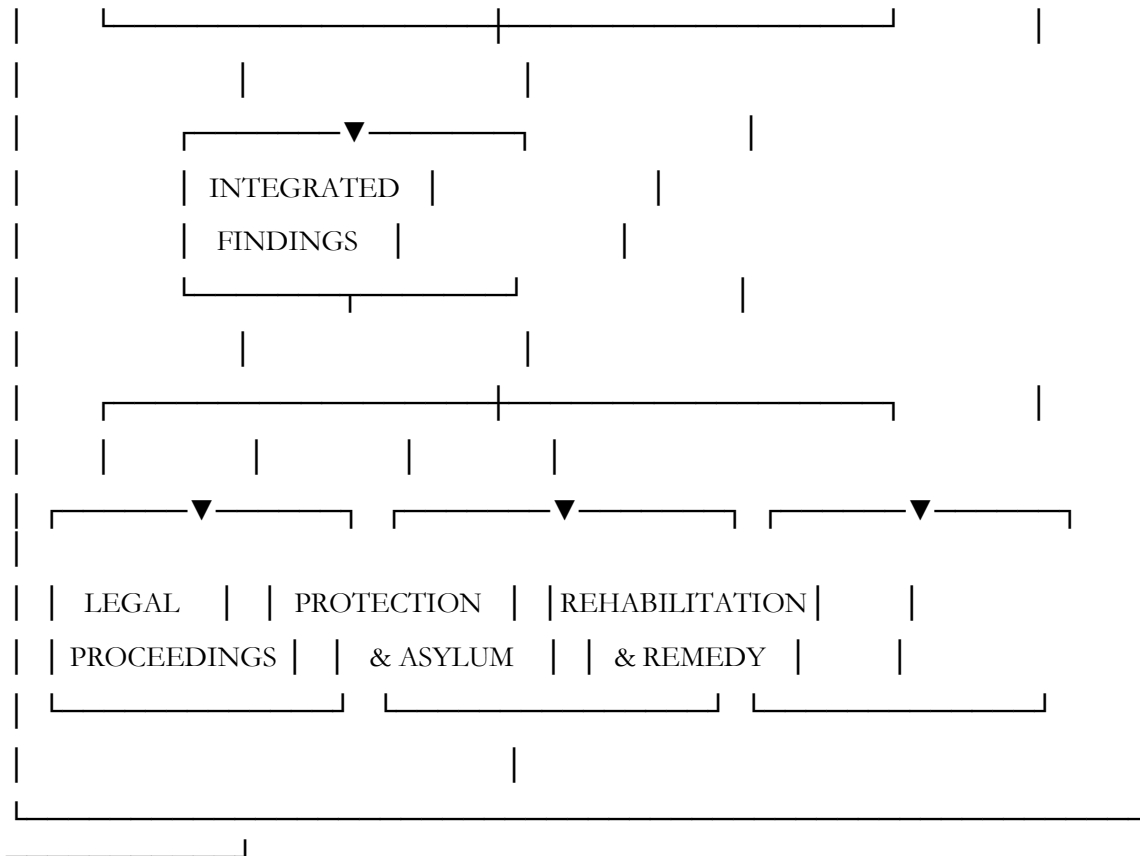 INTEGRATED
FINDINGS
LEGAL PROTECTION REHABILITATION
PROCEEDINGS & ASYLUM & REMEDY